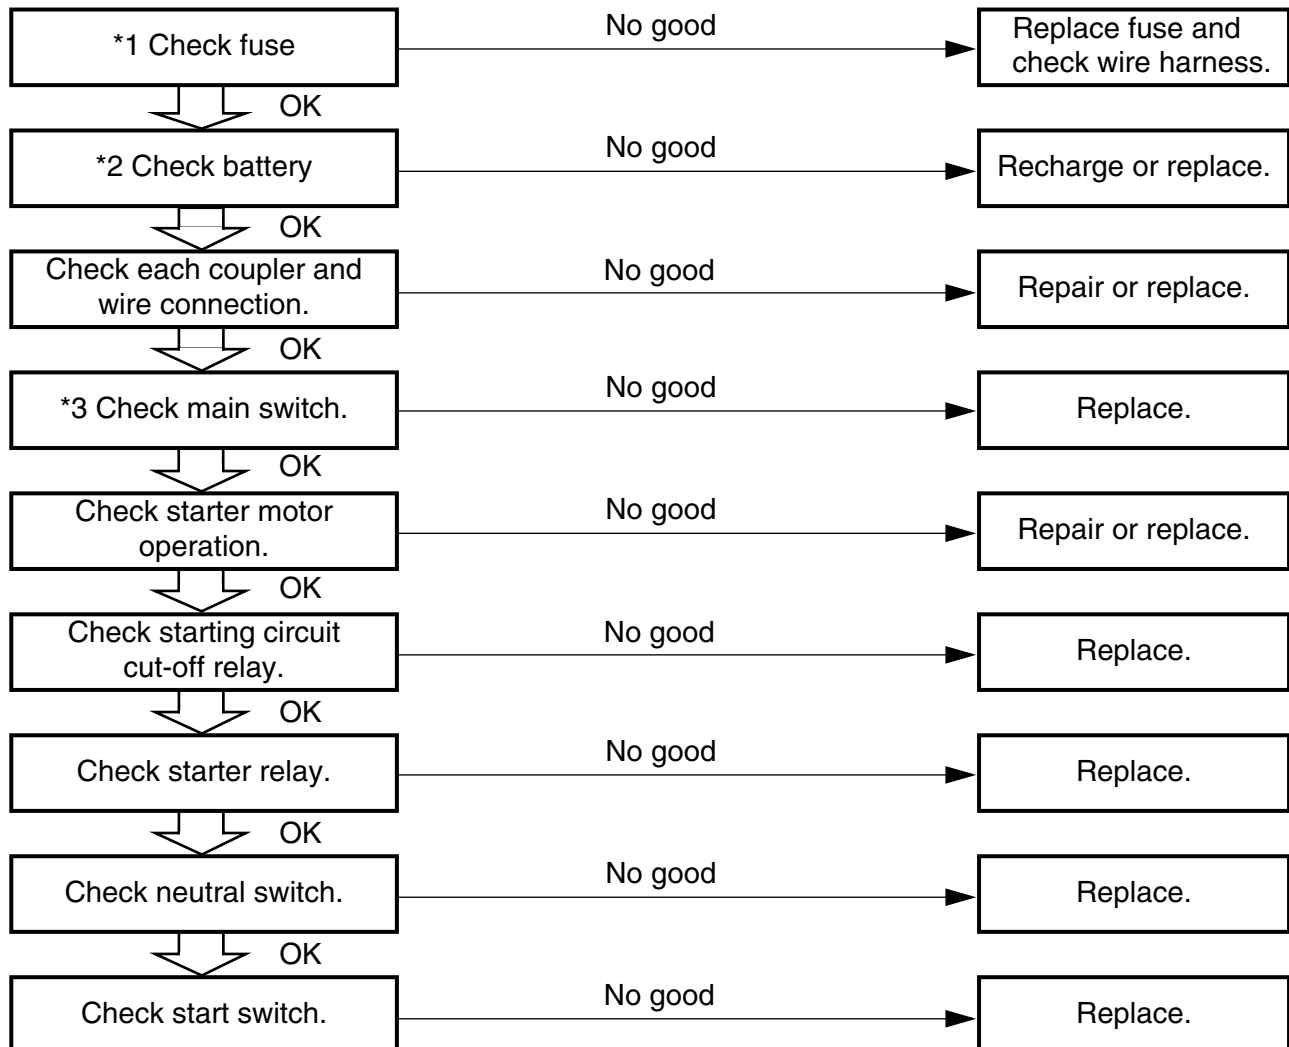 *1 Check fuse
No good
Replace fuse and
check wire harness.
OK
*2 Check battery
No good
Recharge or replace.
OK
Check each coupler and
wire connection.
No good
Repair or replace.
OK
*3 Check main switch.
No good
Replace.
OK
Check starter motor
operation.
No good
Repair or replace.
OK
Check starting circuit
cut-off relay.
No good
Replace.
OK
Check starter relay.
No good
Replace.
OK
Check neutral switch.
No good
Replace.
OK
Check start switch.
No good
Replace.